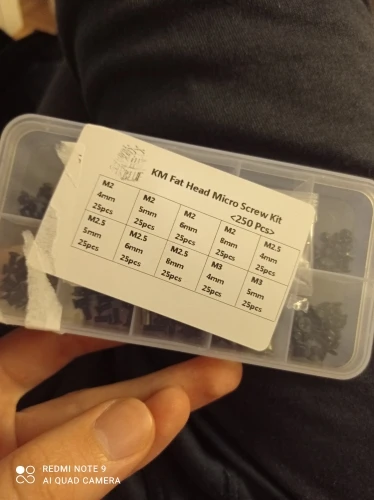 KM Fat Head Micro Screw Kit
<250 Pcs>
M2
4mm
25pcs
M2
5mm
25pcs
M2
6mm
25pcs
M2
8mm
25pcs
M2.5
4mm
25pcs
M2.5
5mm
25pcs
M2.5
6mm
25pcs
M2.5
8mm
25pcs
M3
4mm
25pcs
M3
5mm
25pcs
REDMI NOTE 9
AI QUAD CAMERA